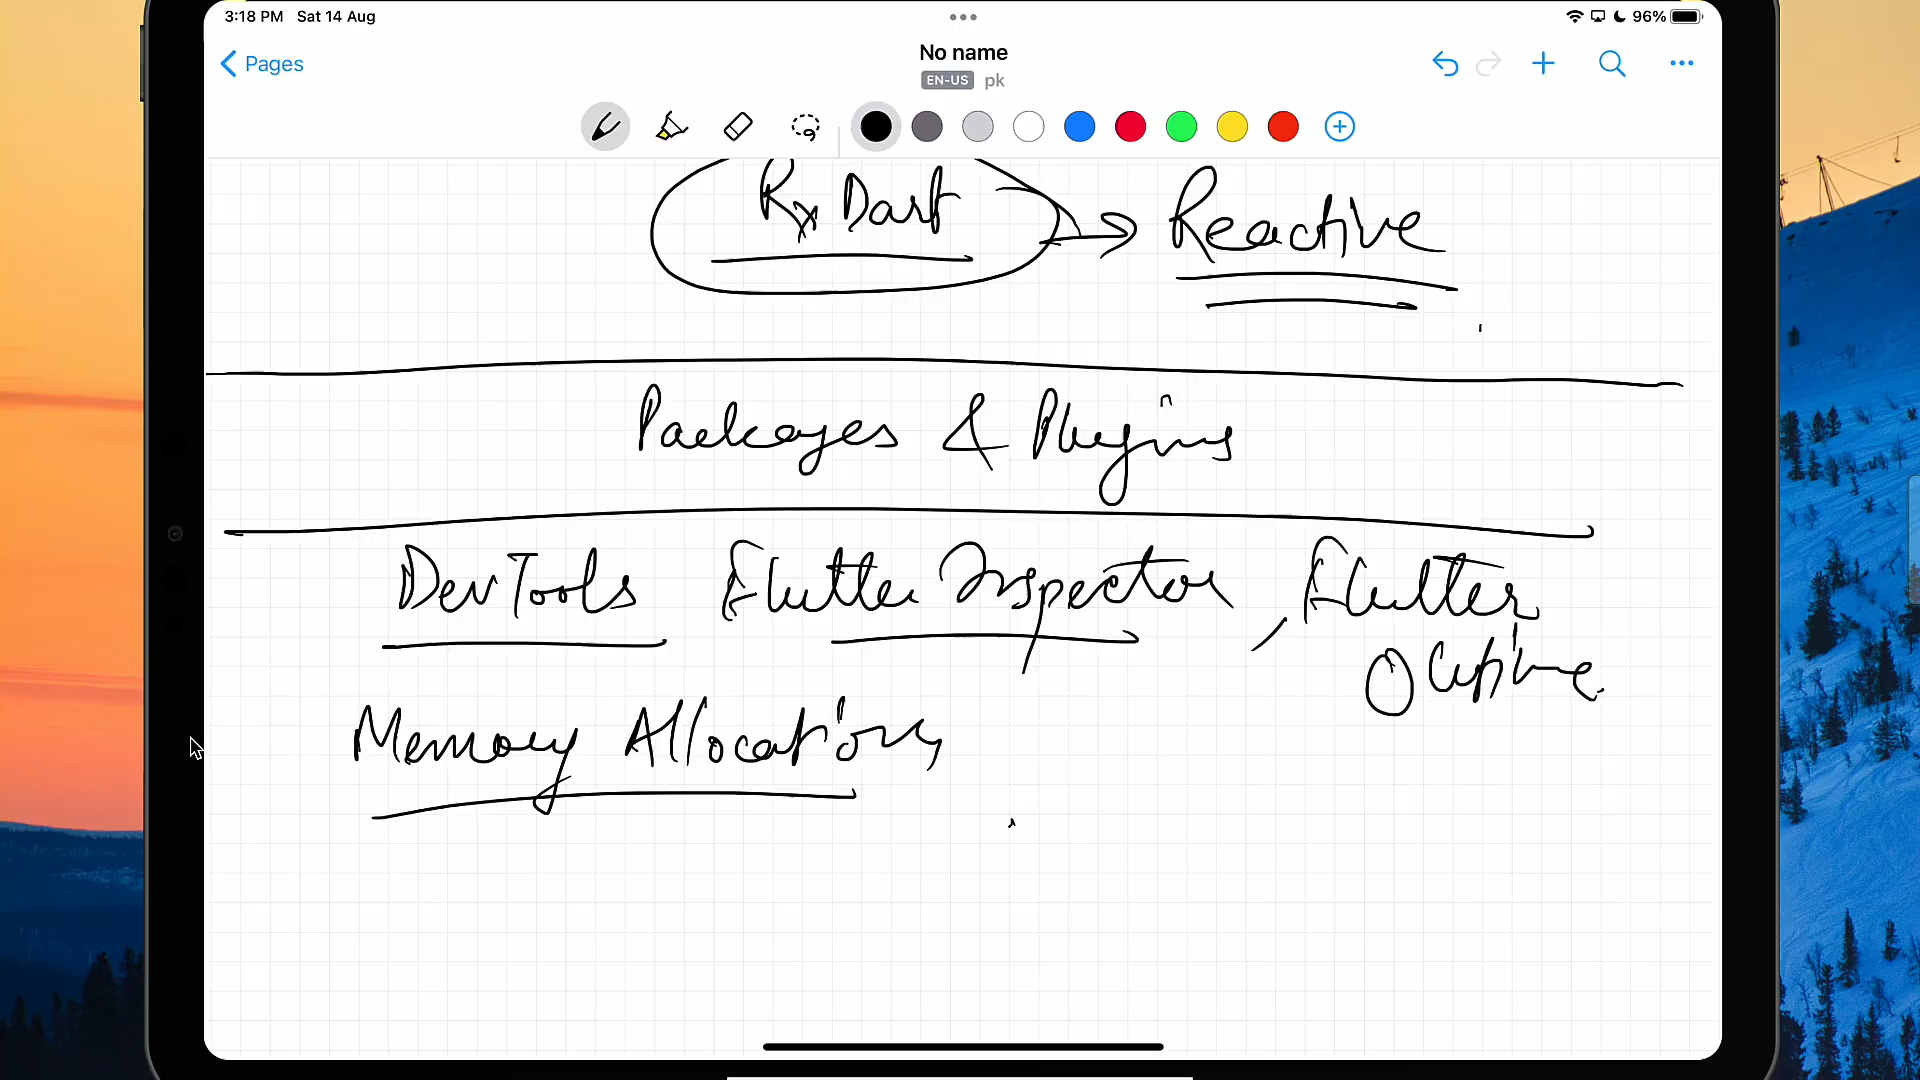 3:18 PM Sat 14 Aug
96%
Pages
No name
EN-US pk
Rx Dart → Reactive
Packages & Plugins
DevTools Flutter Inspector, Flutter
Outline
Memory Allocations